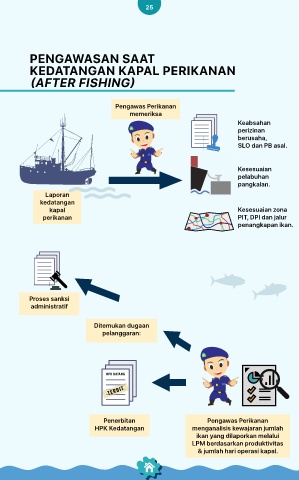 25
PENGAWASAN SAAT
KEDATANGAN KAPAL PERIKANAN
(AFTER FISHING)
Pengawas Perikanan
memeriksa
Keabsahan
perizinan
berusaha,
SLO dan PB asal.
Kesesuaian
pelabuhan
pangkalan.
Laporan
kedatangan
kapal
perikanan
Kesesuaian zona
PIT, DPI dan jalur
penangkapan ikan.
Proses sanksi
administratif
Ditemukan dugaan
pelanggaran:
HPK DATANG
Penerbitan
HPK Kedatangan
Pengawas Perikanan
menganalisis kewajaran jumlah
ikan yang dilaporkan melalui
LPM berdasarkan produktivitas
& jumlah hari operasi kapal.